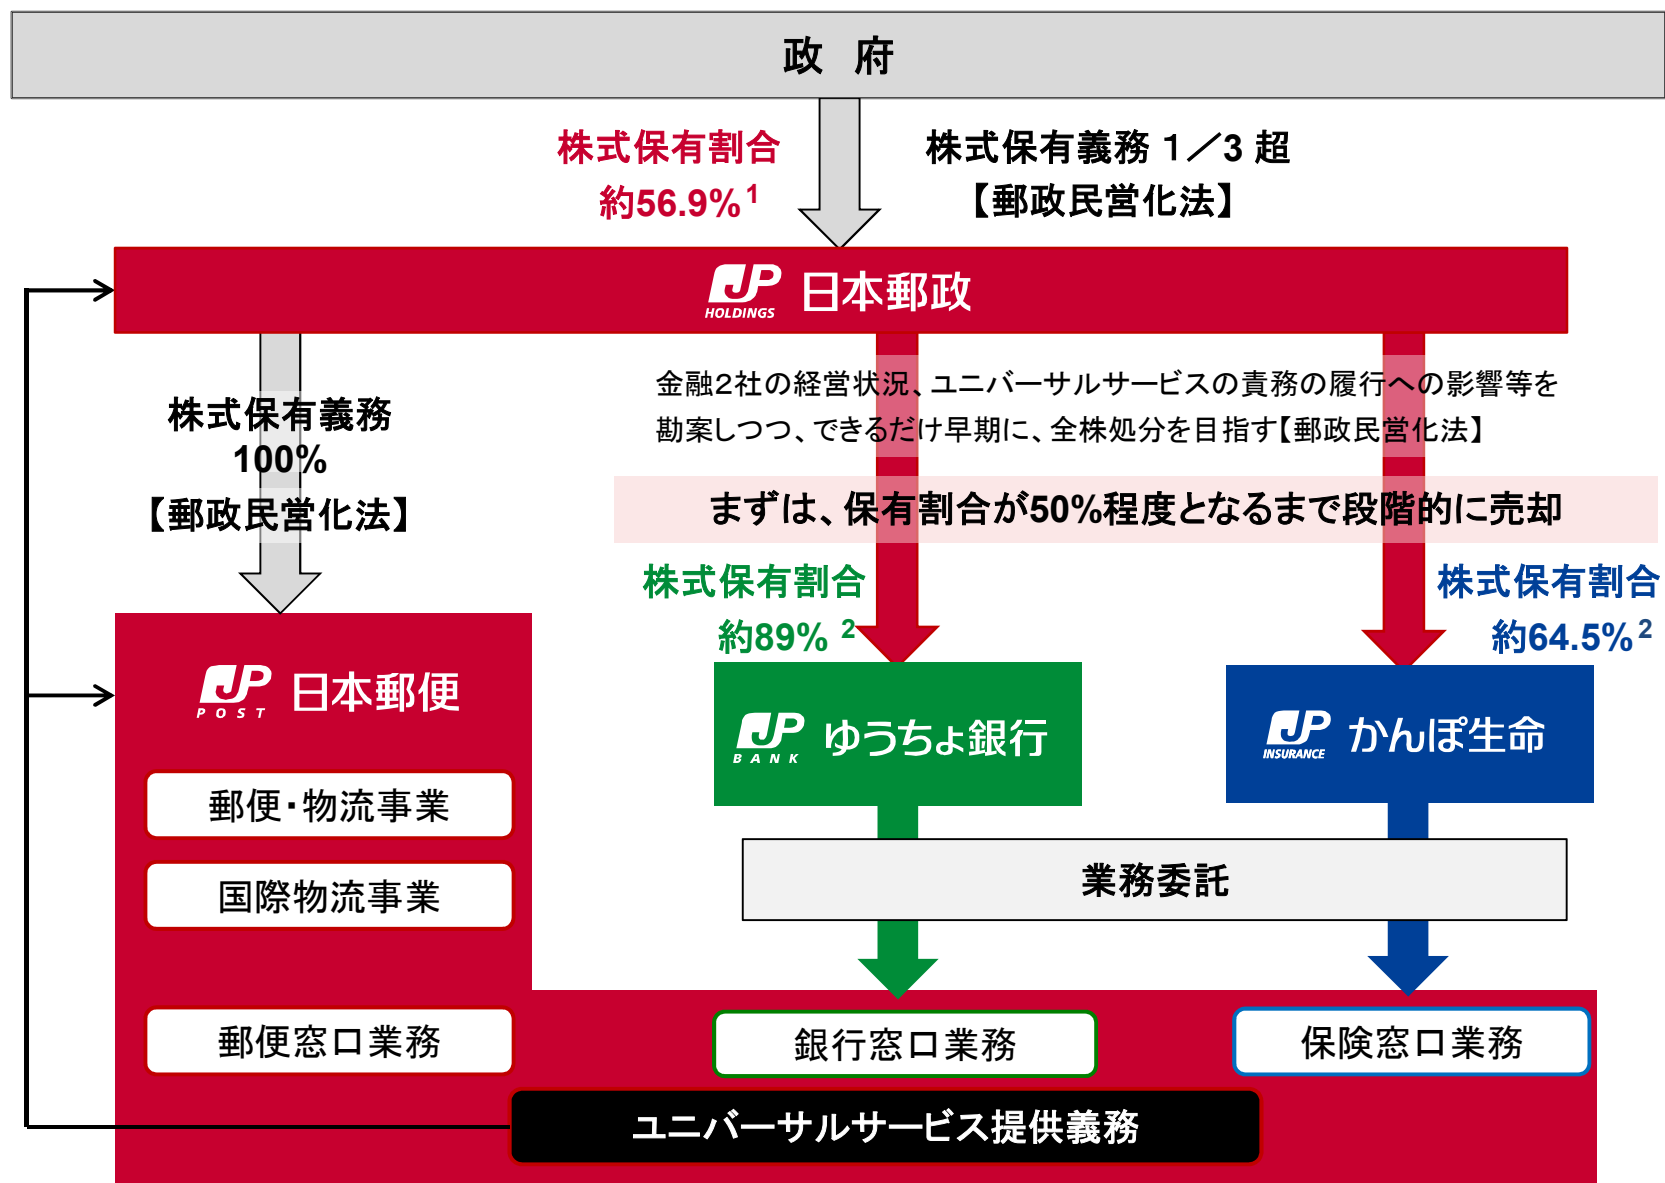 政　府
株式保有割合
約56.9%1
株式保有義務 1／3 超
【郵政民営化法】
JP HOLDINGS 日本郵政
株式保有義務
100%
【郵政民営化法】
金融2社の経営状況、ユニバーサルサービスの責務の履行への影響等を
勘案しつつ、できるだけ早期に、全株処分を目指す【郵政民営化法】
まずは、保有割合が50%程度となるまで段階的に売却
株式保有割合
約89% 2
株式保有割合
約64.5%2
JP POST 日本郵便
JP BANK ゆうちょ銀行
JP INSURANCE かんぽ生命
郵便・物流事業
国際物流事業
業務委託
郵便窓口業務
銀行窓口業務
保険窓口業務
ユニバーサルサービス提供義務